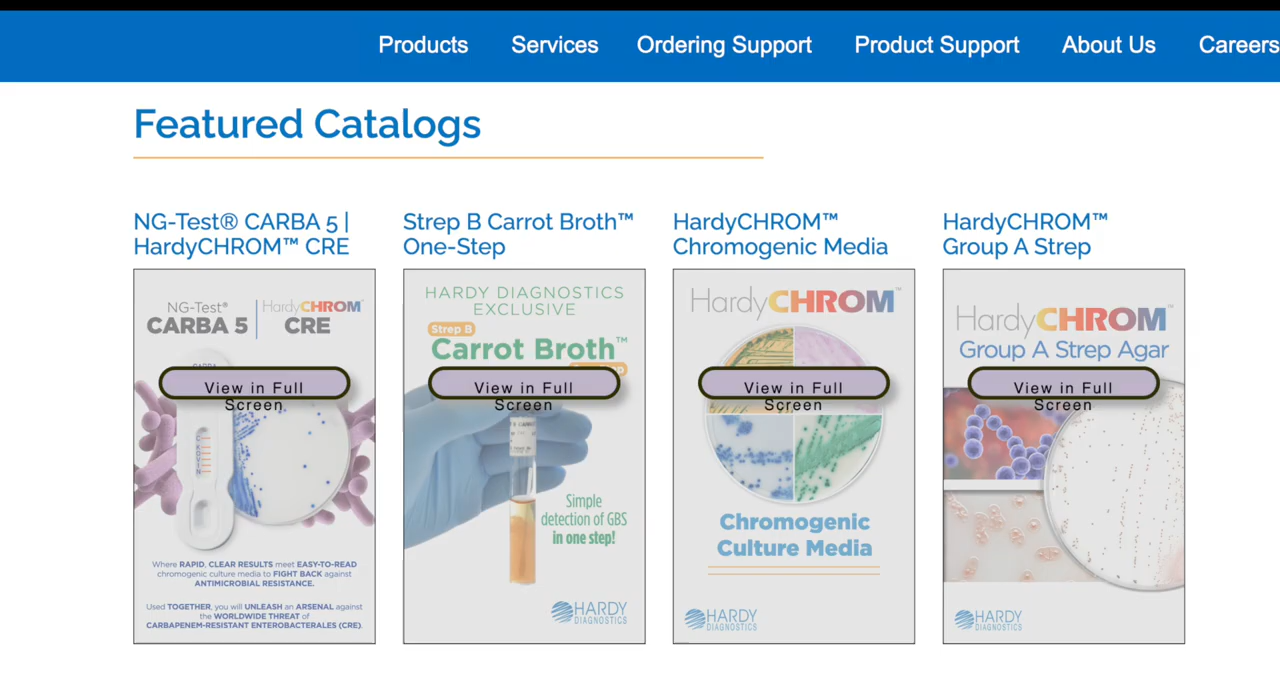 Products Services Ordering Support Product Support About Us Careers
Featured Catalogs
NG-Test® CARBA 5 |
HardyCHROM™ CRE
NG-Test®
CARBA 5
HardyCHROM™
CRE
View in Full
Screen
Where RAPID, CLEAR RESULTS meet EASY-TO-READ
chromogenic culture media to FIGHT BACK against
ANTIMICROBIAL RESISTANCE.
Used TOGETHER, you will UNLEASH an ARSENAL against
the WORLDWIDE THREAT of
CARBAPENEM-RESISTANT ENTEROBACTERALES (CRE).
Strep B Carrot Broth™
One-Step
HARDY DIAGNOSTICS
EXCLUSIVE
Strep B
Carrot Broth™
View in Full
Screen
Simple
detection of GBS
in one step!
HARDY
DIAGNOSTICS
HardyCHROM™
Chromogenic Media
HardyCHROM™
View in Full
Screen
Chromogenic
Culture Media
HARDY
DIAGNOSTICS
HardyCHROM™
Group A Strep
HardyCHROM™
Group A Strep Agar
View in Full
Screen
HARDY
DIAGNOSTICS